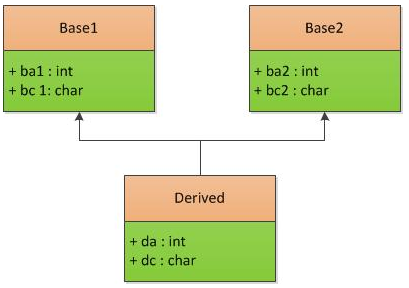 Base1
+ ba1 : int
+ bc 1: char
Base2
+ ba2 : int
+ bc2 : char
Derived
+ da : int
+ dc : char